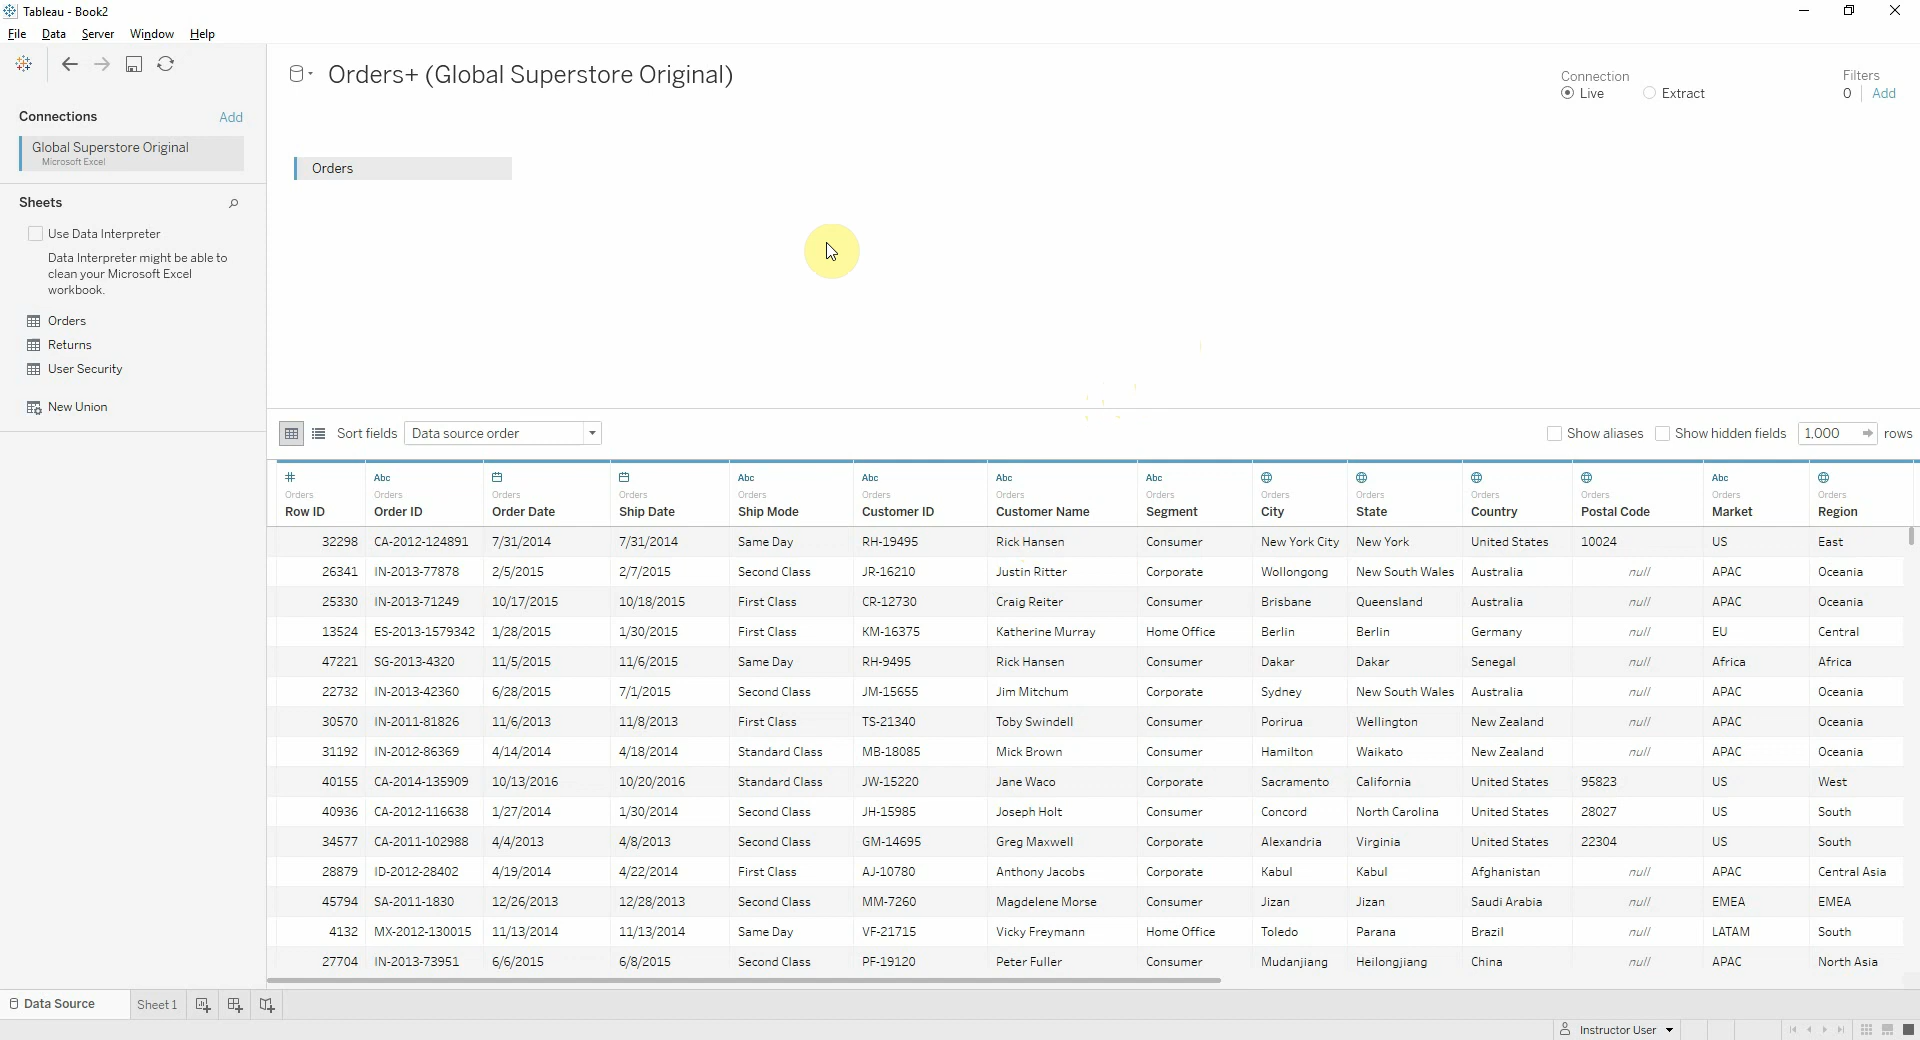 Tableau - Book2
File Data Server Window Help
Connections Add
Global Superstore Original
Microsoft Excel
Sheets
Use Data Interpreter
Data Interpreter might be able to
clean your Microsoft Excel
workbook.
Orders
Returns
User Security
New Union
Orders+ (Global Superstore Original)
Connection
Live Extract
Filters
0 Add
Orders
Sort fields Data source order Show aliases Show hidden fields 1,000 rows
# Abc Abc Abc Abc Abc Abc
Orders Orders Orders Orders Orders Orders Orders Orders Orders Orders Orders Orders Orders Orders
Row ID Order ID Order Date Ship Date Ship Mode Customer ID Customer Name Segment City State Country Postal Code Market Region
32298 CA-2012-124891 7/31/2014 7/31/2014 Same Day RH-19495 Rick Hansen Consumer New York City New York United States 10024 US East
26341 IN-2013-77878 2/5/2015 2/7/2015 Second Class JR-16210 Justin Ritter Corporate Wollongong New South Wales Australia null APAC Oceania
25330 IN-2013-71249 10/17/2015 10/18/2015 First Class CR-12730 Craig Reiter Consumer Brisbane Queensland Australia null APAC Oceania
13524 ES-2013-1579342 1/28/2015 1/30/2015 First Class KM-16375 Katherine Murray Home Office Berlin Berlin Germany null EU Central
47221 SG-2013-4320 11/5/2015 11/6/2015 Same Day RH-9495 Rick Hansen Consumer Dakar Dakar Senegal null Africa Africa
22732 IN-2013-42360 6/28/2015 7/1/2015 Second Class JM-15655 Jim Mitchum Corporate Sydney New South Wales Australia null APAC Oceania
30570 IN-2011-81826 11/6/2013 11/8/2013 First Class TS-21340 Toby Swindell Consumer Porirua Wellington New Zealand null APAC Oceania
31192 IN-2012-86369 4/14/2014 4/18/2014 Standard Class MB-18085 Mick Brown Consumer Hamilton Waikato New Zealand null APAC Oceania
40155 CA-2014-135909 10/13/2016 10/20/2016 Standard Class JW-15220 Jane Waco Corporate Sacramento California United States 95823 US West
40936 CA-2012-116638 1/27/2014 1/30/2014 Second Class JH-15985 Joseph Holt Consumer Concord North Carolina United States 28027 US South
34577 CA-2011-102988 4/4/2013 4/8/2013 Second Class GM-14695 Greg Maxwell Corporate Alexandria Virginia United States 22304 US South
28879 ID-2012-28402 4/19/2014 4/22/2014 First Class AJ-10780 Anthony Jacobs Corporate Kabul Kabul Afghanistan null APAC Central Asia
45794 SA-2011-1830 12/26/2013 12/28/2013 Second Class MM-7260 Magdelene Morse Consumer Jizan Jizan Saudi Arabia null EMEA EMEA
4132 MX-2012-130015 11/13/2014 11/13/2014 Same Day VF-21715 Vicky Freymann Home Office Toledo Parana Brazil null LATAM South
27704 IN-2013-73951 6/6/2015 6/8/2015 Second Class PF-19120 Peter Fuller Consumer Mudanjiang Heilongjiang China null APAC North Asia
Data Source Sheet 1
Instructor User